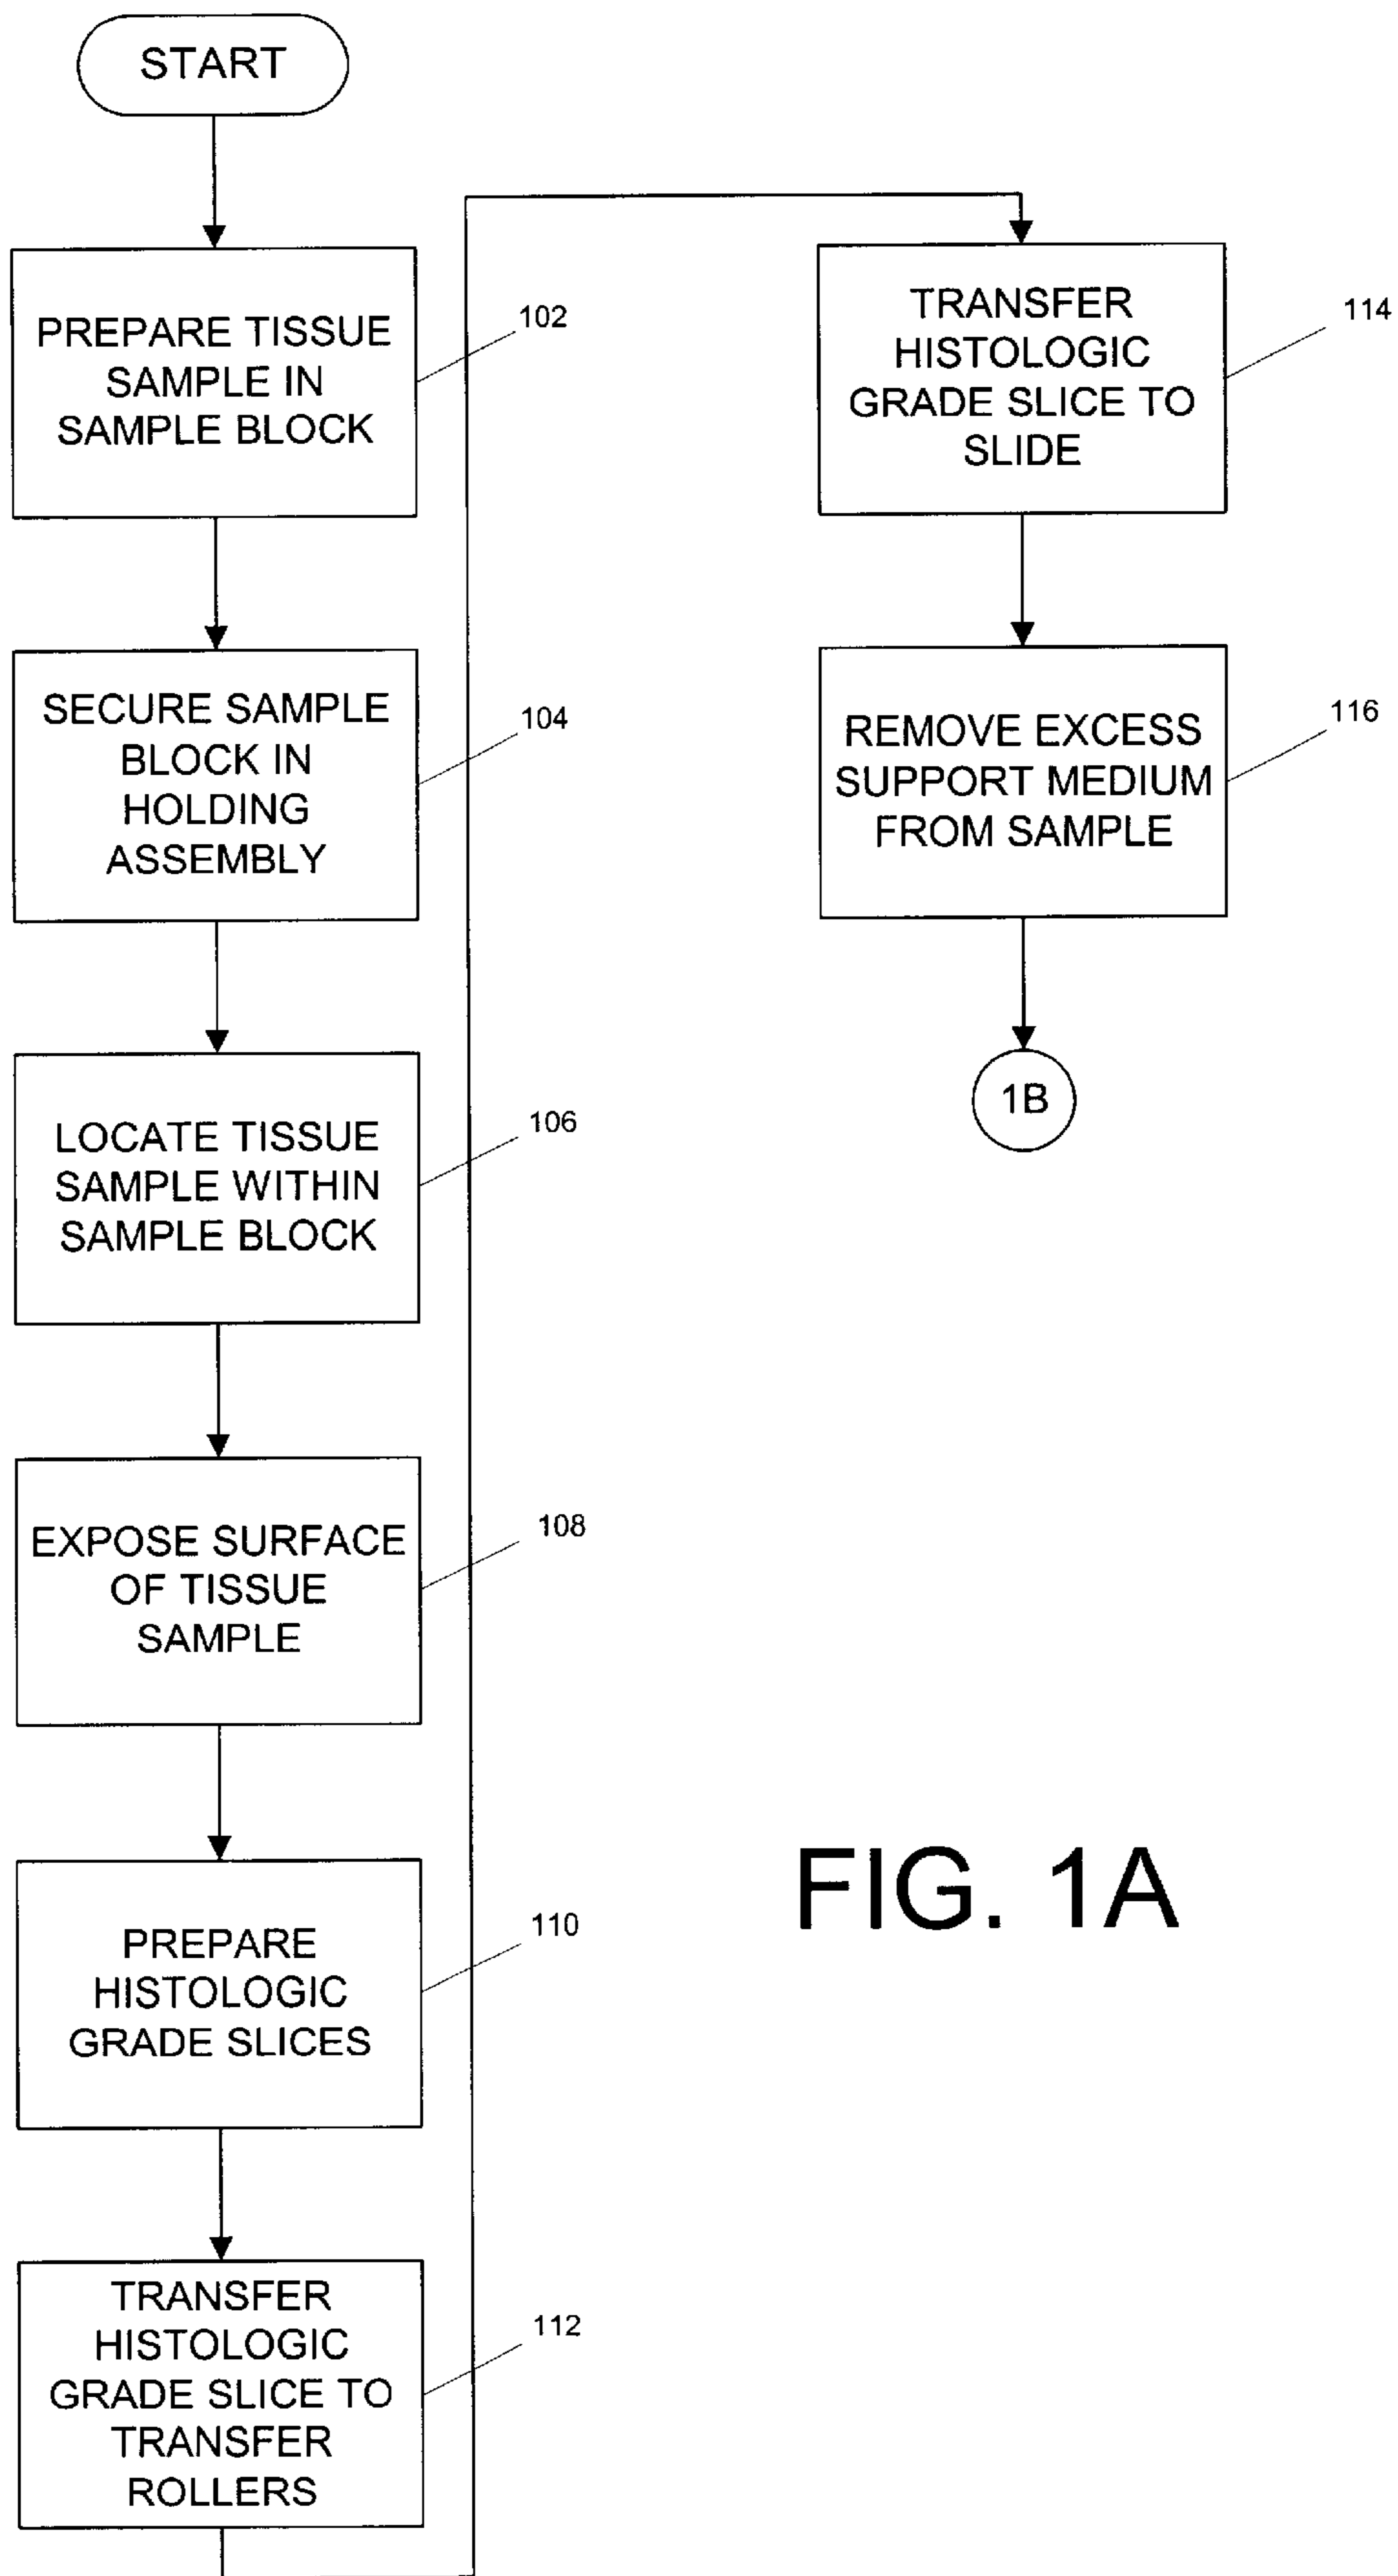 START
PREPARE TISSUE
SAMPLE IN
SAMPLE BLOCK
102
SECURE SAMPLE
BLOCK IN
HOLDING
ASSEMBLY
104
LOCATE TISSUE
SAMPLE WITHIN
SAMPLE BLOCK
106
EXPOSE SURFACE
OF TISSUE
SAMPLE
108
PREPARE
HISTOLOGIC
GRADE SLICES
110
TRANSFER
HISTOLOGIC
GRADE SLICE TO
TRANSFER
ROLLERS
112
TRANSFER
HISTOLOGIC
GRADE SLICE TO
SLIDE
114
REMOVE EXCESS
SUPPORT MEDIUM
FROM SAMPLE
116
1B
FIG. 1A